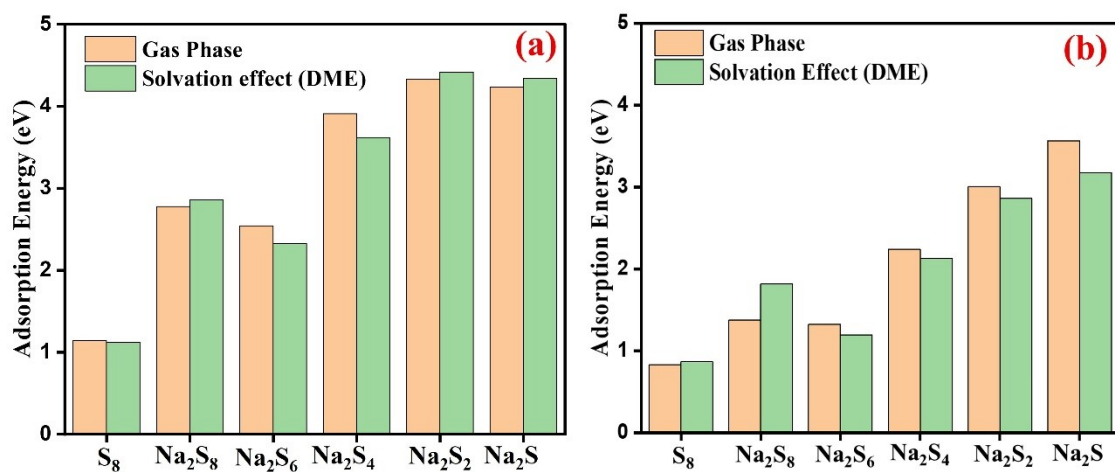 (a)
Gas Phase
Solvation effect (DME)
Adsorption Energy (eV)
5
4
3
2
1
0
S₈ Na₂S₈ Na₂S₆ Na₂S₄ Na₂S₂ Na₂S
(b)
Gas Phase
Solvation Effect (DME)
Adsorption Energy (eV)
5
4
3
2
1
0
S₈ Na₂S₈ Na₂S₆ Na₂S₄ Na₂S₂ Na₂S